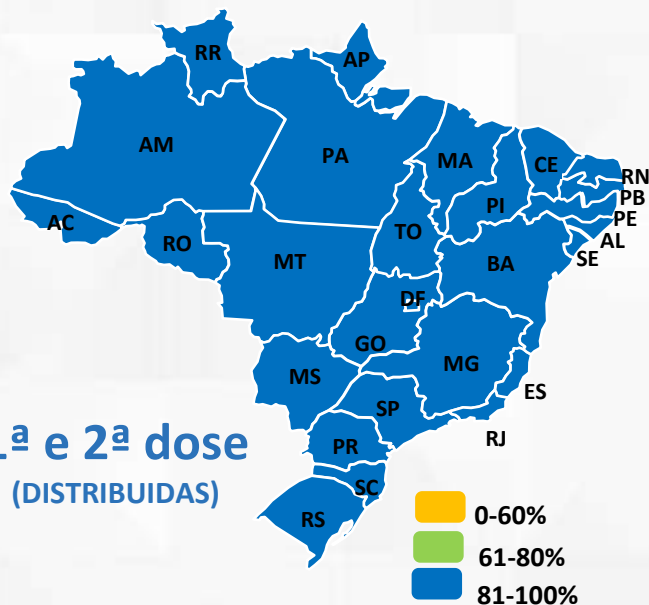 RR
AP
AM
PA
MA
CE
RN
PB
PE
AL
SE
PI
AC
RO
TO
MT
BA
DF
GO
MG
MS
ES
SP
RJ
PR
SC
RS
1ª e 2ª dose
(DISTRIBUIDAS)
0-60%
61-80%
81-100%